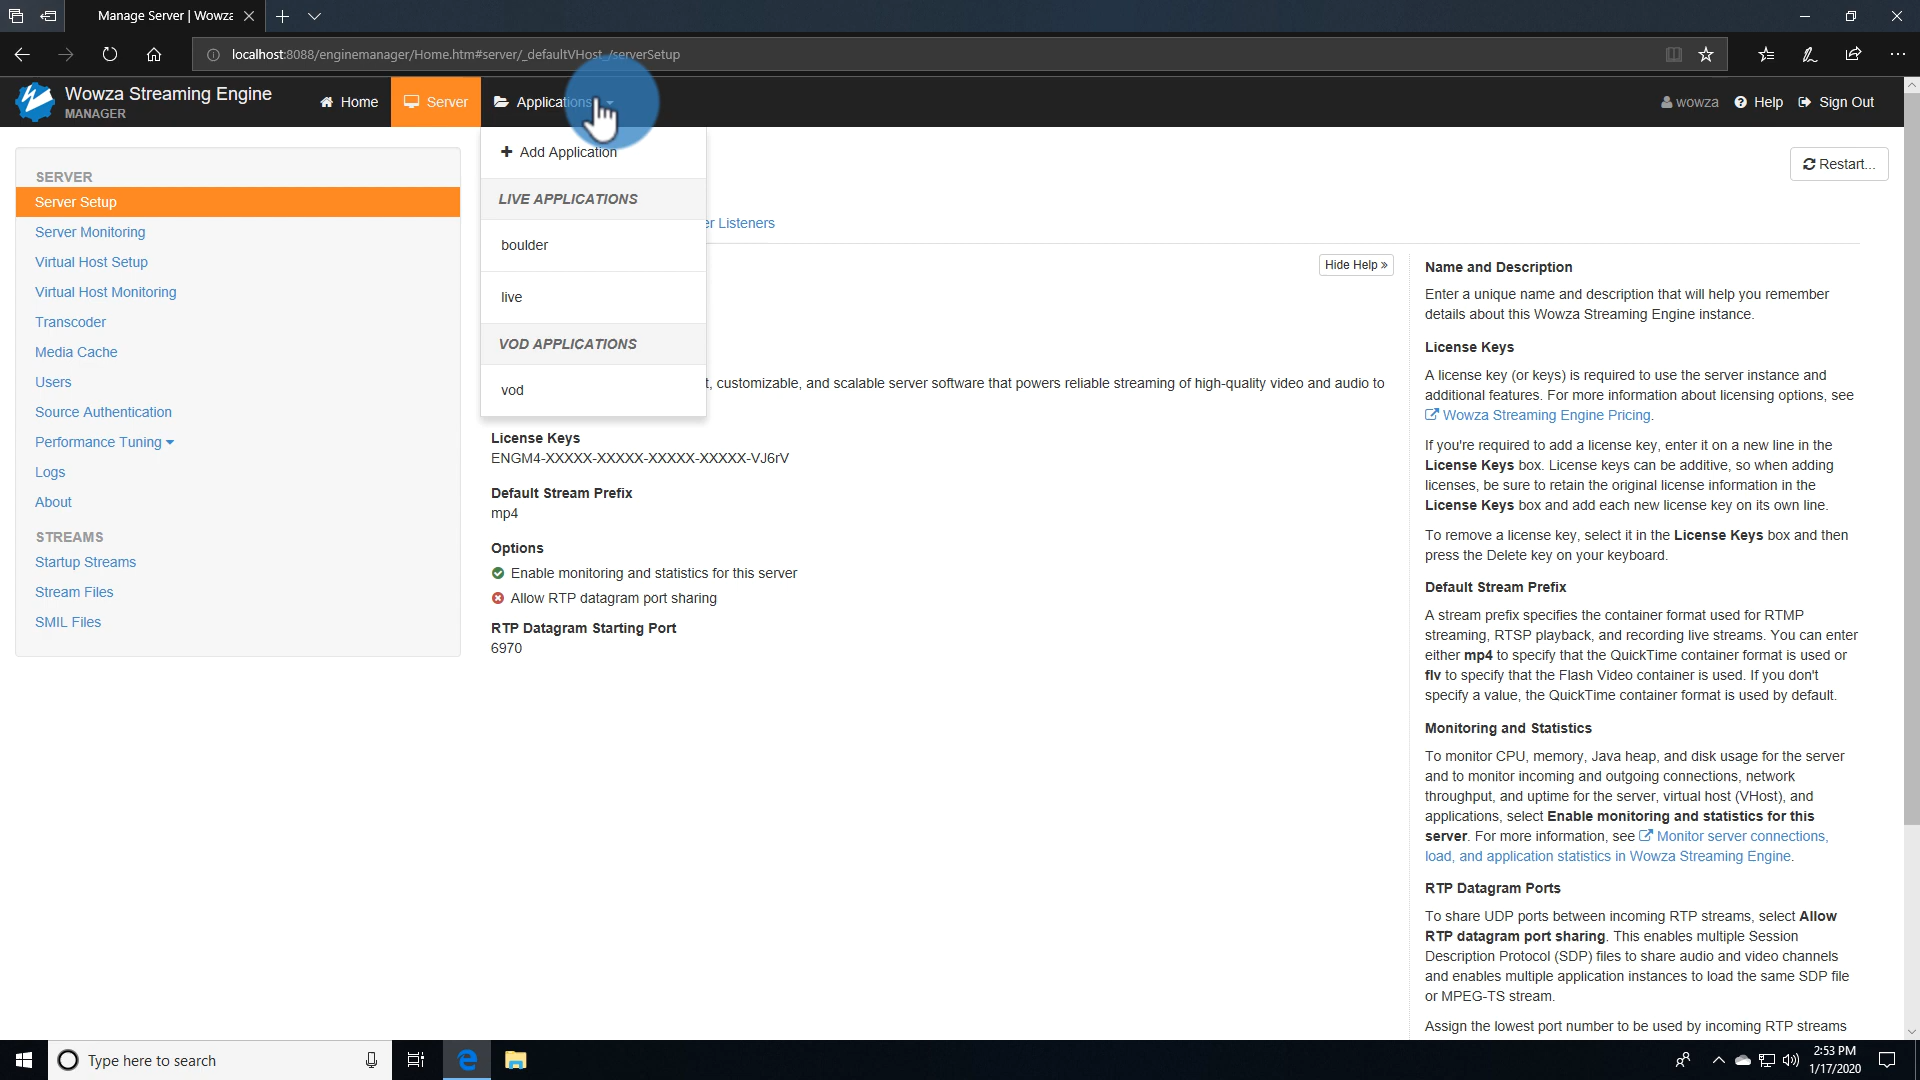 Manage Server | Wowza
localhost:8088/enginemanager/Home.htm#server/_defaultVHost_/serverSetup
Wowza Streaming Engine
MANAGER
Home
Server
Applications
wowza
Help
Sign Out
SERVER
Server Setup
Server Monitoring
Virtual Host Setup
Virtual Host Monitoring
Transcoder
Media Cache
Users
Source Authentication
Performance Tuning
Logs
About
STREAMS
Startup Streams
Stream Files
SMIL Files
Add Application
LIVE APPLICATIONS
boulder
live
VOD APPLICATIONS
vod
Restart...
er Listeners
Hide Help »
t, customizable, and scalable server software that powers reliable streaming of high-quality video and audio to
License Keys
ENGM4-XXXXX-XXXXX-XXXXX-XXXXX-VJ6rV
Default Stream Prefix
mp4
Options
Enable monitoring and statistics for this server
Allow RTP datagram port sharing
RTP Datagram Starting Port
6970
Name and Description
Enter a unique name and description that will help you remember
details about this Wowza Streaming Engine instance.
License Keys
A license key (or keys) is required to use the server instance and
additional features. For more information about licensing options, see
Wowza Streaming Engine Pricing.
If you're required to add a license key, enter it on a new line in the
License Keys box. License keys can be additive, so when adding
licenses, be sure to retain the original license information in the
License Keys box and add each new license key on its own line.
To remove a license key, select it in the License Keys box and then
press the Delete key on your keyboard.
Default Stream Prefix
A stream prefix specifies the container format used for RTMP
streaming, RTSP playback, and recording live streams. You can enter
either mp4 to specify that the QuickTime container format is used or
flv to specify that the Flash Video container is used. If you don't
specify a value, the QuickTime container format is used by default.
Monitoring and Statistics
To monitor CPU, memory, Java heap, and disk usage for the server
and to monitor incoming and outgoing connections, network
throughput, and uptime for the server, virtual host (VHost), and
applications, select Enable monitoring and statistics for this
server. For more information, see Monitor server connections,
load, and application statistics in Wowza Streaming Engine.
RTP Datagram Ports
To share UDP ports between incoming RTP streams, select Allow
RTP datagram port sharing. This enables multiple Session
Description Protocol (SDP) files to share audio and video channels
and enables multiple application instances to load the same SDP file
or MPEG-TS stream.
Assign the lowest port number to be used by incoming RTP streams
Type here to search
2:53 PM
1/17/2020